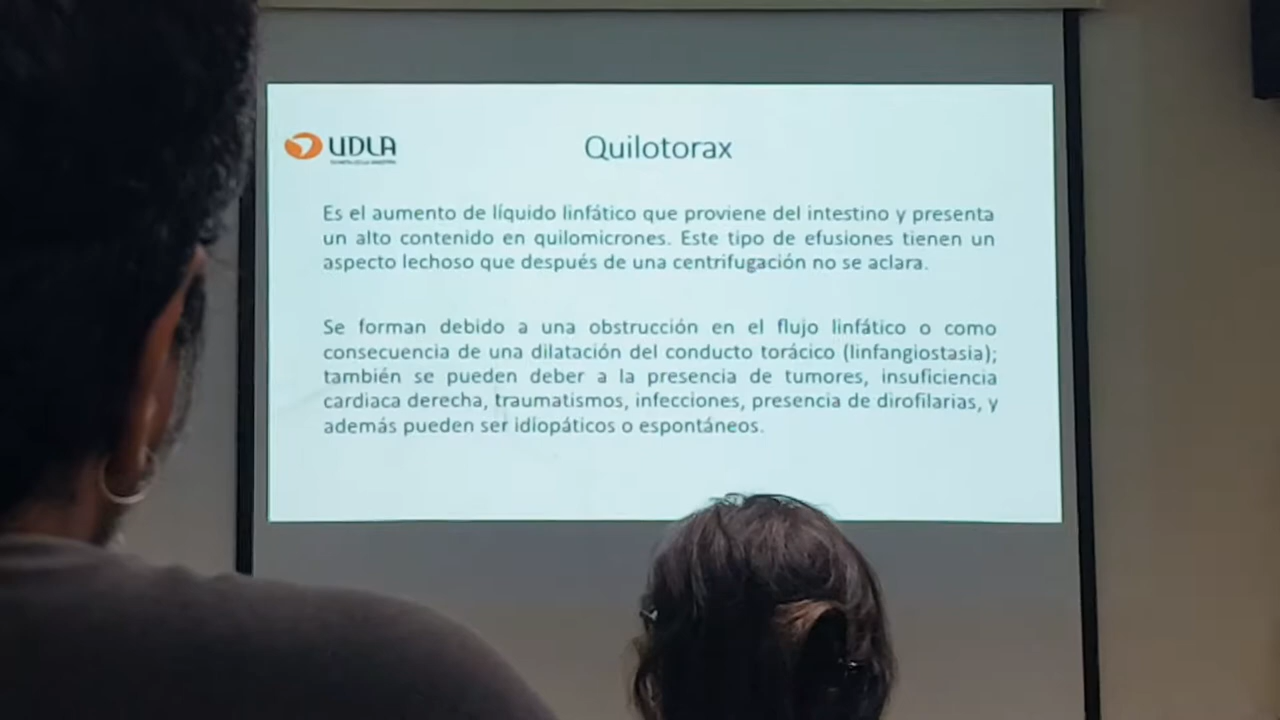 UDLA
Quilotorax
Es el aumento de líquido linfático que proviene del intestino y presenta
un alto contenido en quilomicrones. Este tipo de efusiones tienen un
aspecto lechoso que después de una centrifugación no se aclara.
Se forman debido a una obstrucción en el flujo linfático o como
consecuencia de una dilatación del conducto torácico (linfangiostasia);
también se pueden deber a la presencia de tumores, insuficiencia
cardiaca derecha, traumatismos, infecciones, presencia de dirofilarias, y
además pueden ser idiopáticos o espontáneos.